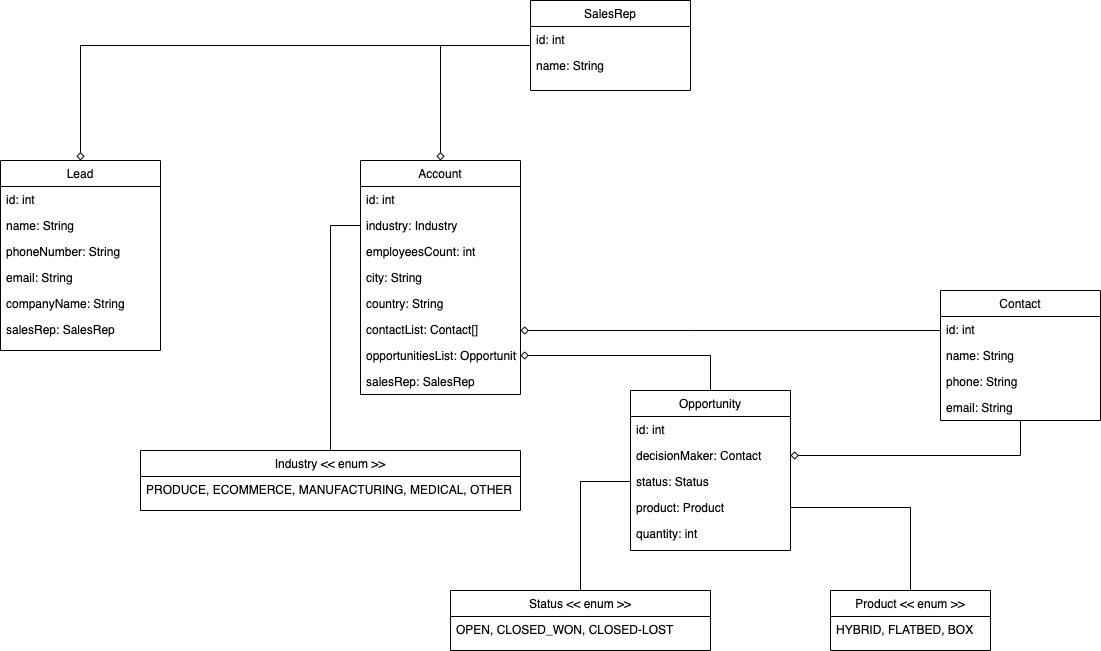 SalesRep
id: int
name: String
Lead
id: int
name: String
phoneNumber: String
email: String
companyName: String
salesRep: SalesRep
Account
id: int
industry: Industry
employeesCount: int
city: String
country: String
contactList: Contact[]
opportunitiesList: Opportunit
salesRep: SalesRep
Contact
id: int
name: String
phone: String
email: String
Opportunity
id: int
decisionMaker: Contact
status: Status
product: Product
quantity: int
Industry << enum >>
PRODUCE, ECOMMERCE, MANUFACTURING, MEDICAL, OTHER
Status << enum >>
OPEN, CLOSED_WON, CLOSED-LOST
Product << enum >>
HYBRID, FLATBED, BOX